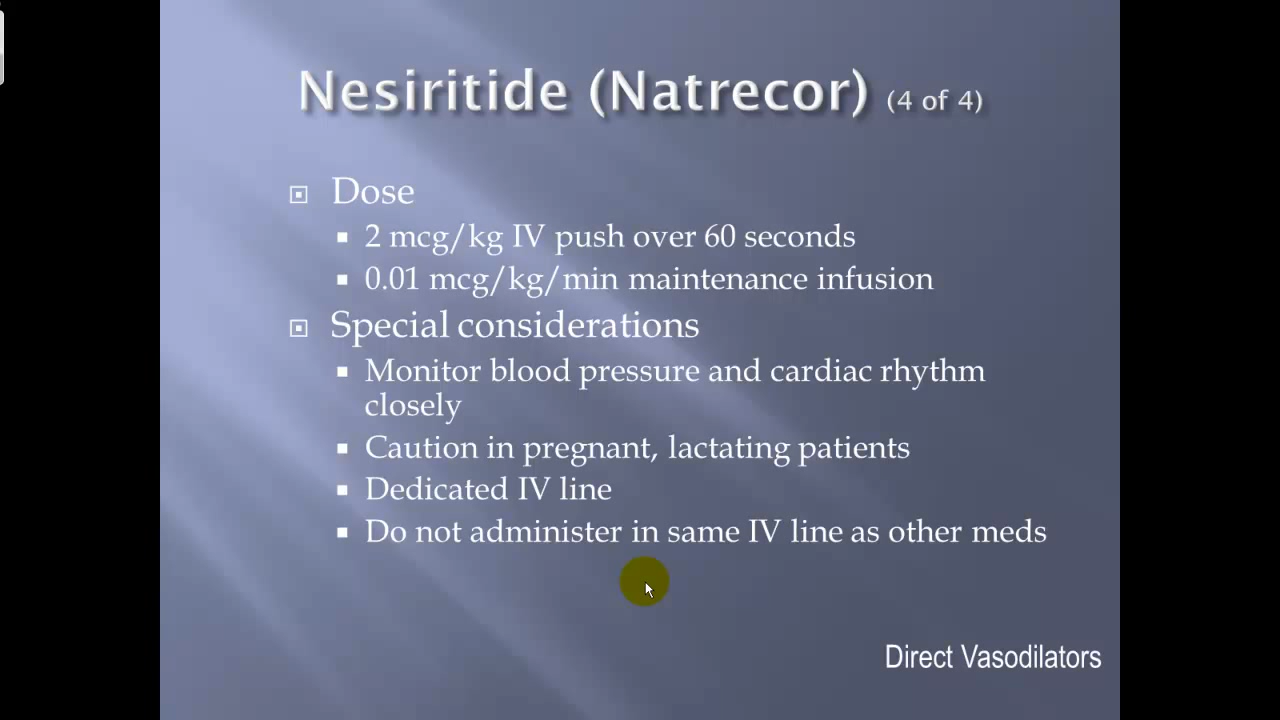 Nesiritide (Natrecor) (4 of 4)
Dose
2 mcg/kg IV push over 60 seconds
0.01 mcg/kg/min maintenance infusion
Special considerations
Monitor blood pressure and cardiac rhythm
closely
Caution in pregnant, lactating patients
Dedicated IV line
Do not administer in same IV line as other meds
Direct Vasodilators